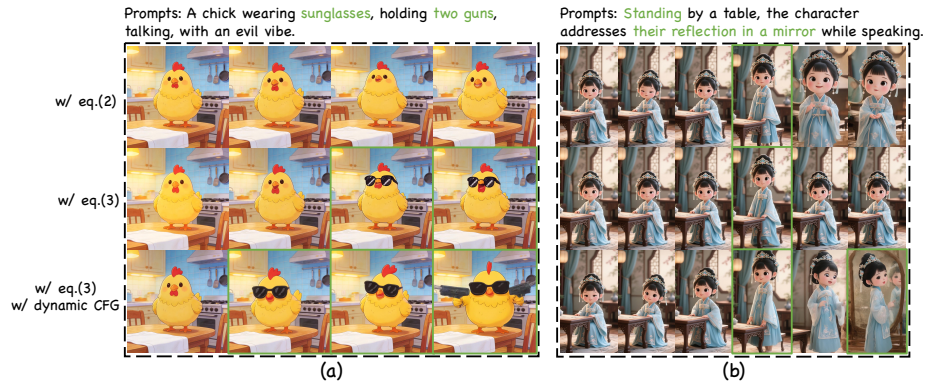 Prompts: A chick wearing sunglasses, holding two guns,
talking, with an evil vibe.
Prompts: Standing by a table, the character
addresses their reflection in a mirror while speaking.
w/ eq.(2)
w/ eq.(3)
w/ eq.(3)
w/ dynamic CFG
(a)
(b)